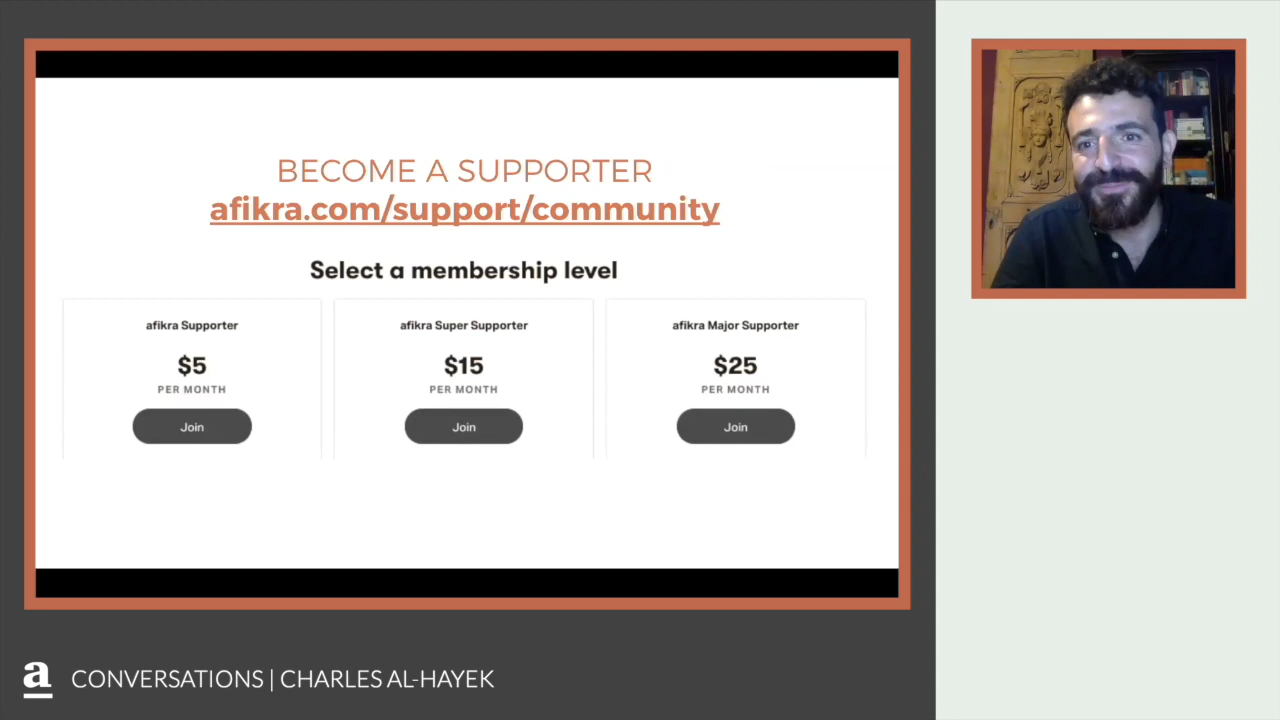 BECOME A SUPPORTER
afikra.com/support/community
Select a membership level
afikra Supporter
$5
PER MONTH
Join
afikra Super Supporter
$15
PER MONTH
Join
afikra Major Supporter
$25
PER MONTH
Join
a CONVERSATIONS | CHARLES AL-HAYEK